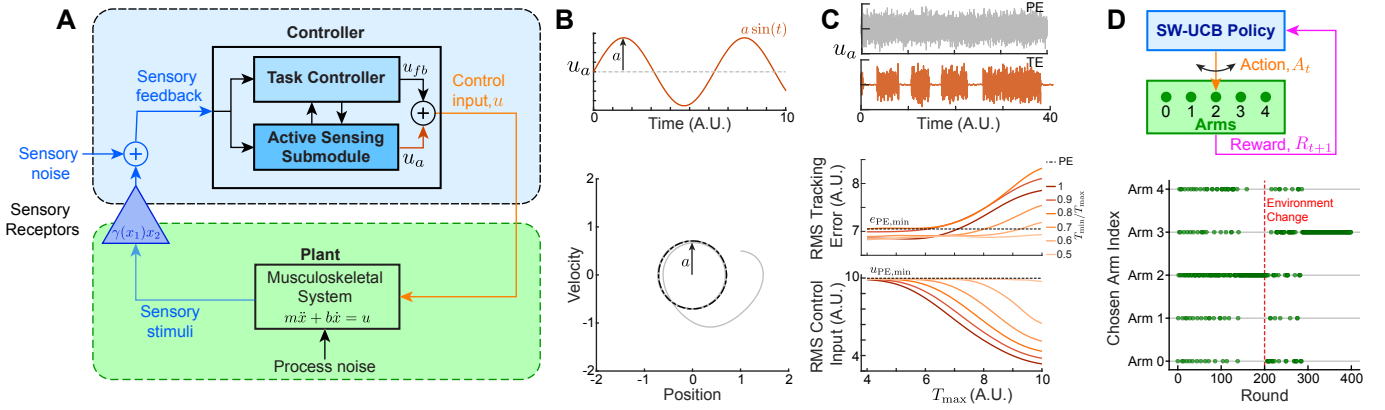 A
Controller
Task Controller
Active Sensing
Submodule
u_fb
u_a
Sensory
feedback
Control
input, u
Sensory
noise
Sensory
Receptors
γ(x₁)x₂
Plant
Musculoskeletal
System
mẍ + bẋ = u
Sensory
stimuli
Process noise
B
a sin(t)
a
u_a
0
10
Time (A.U.)
2
1
0
-1
-2
a
Velocity
-2 -1 0 1 2
Position
C
PE
u_a
TE
0
40
Time (A.U.)
RMS Tracking
Error (A.U.)
8
7
e_PE,min
PE
1
0.9
0.8
0.7
0.6
0.5
T_min/T_max
RMS Control
Input (A.U.)
10
8
4
u_PE,min
4 6 8 10
T_max (A.U.)
D
SW-UCB Policy
Action, A_t
0 1 2 3 4
Arms
Reward, R_t+1
Chosen Arm Index
Arm 4
Arm 3
Arm 2
Arm 1
Arm 0
Environment
Change
0 100 200 300 400
Round